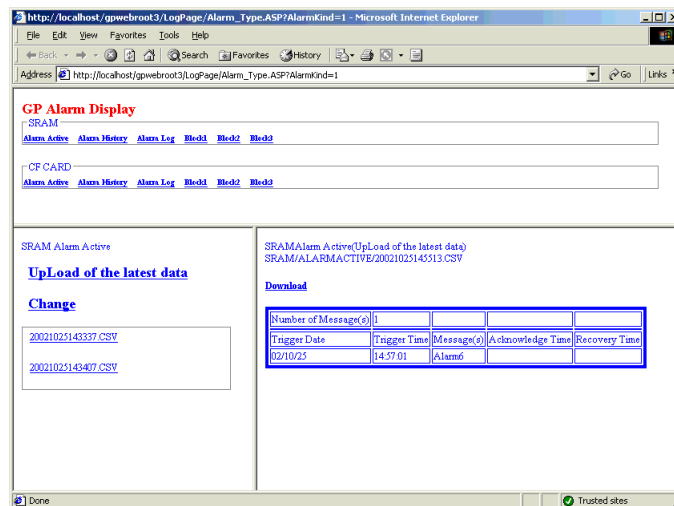 http://localhost/gpwebroot3/LogPage/Alarm_Type.ASP?AlarmKind=1 - Microsoft Internet Explorer
File Edit View Favorites Tools Help
Back Search Favorites History
Address http://localhost/gpwebroot3/LogPage/Alarm_Type.ASP?AlarmKind=1 Go Links
GP Alarm Display
SRAM
Alarm Active Alarm History Alarm Log Block1 Block2 Block3
CF CARD
Alarm Active Alarm History Alarm Log Block1 Block2 Block3
SRAM Alarm Active
UpLoad of the latest data
Change
20021025143337.CSV
20021025143407.CSV
SRAMAlarm Active(UpLoad of the latest data)
SRAM/ALARMACTIVE/20021025145513.CSV
Download
Number of Message(s) 1
Trigger Date Trigger Time Message(s) Acknowledge Time Recovery Time
02/10/25 14:57:01 Alarm6
Done Trusted sites